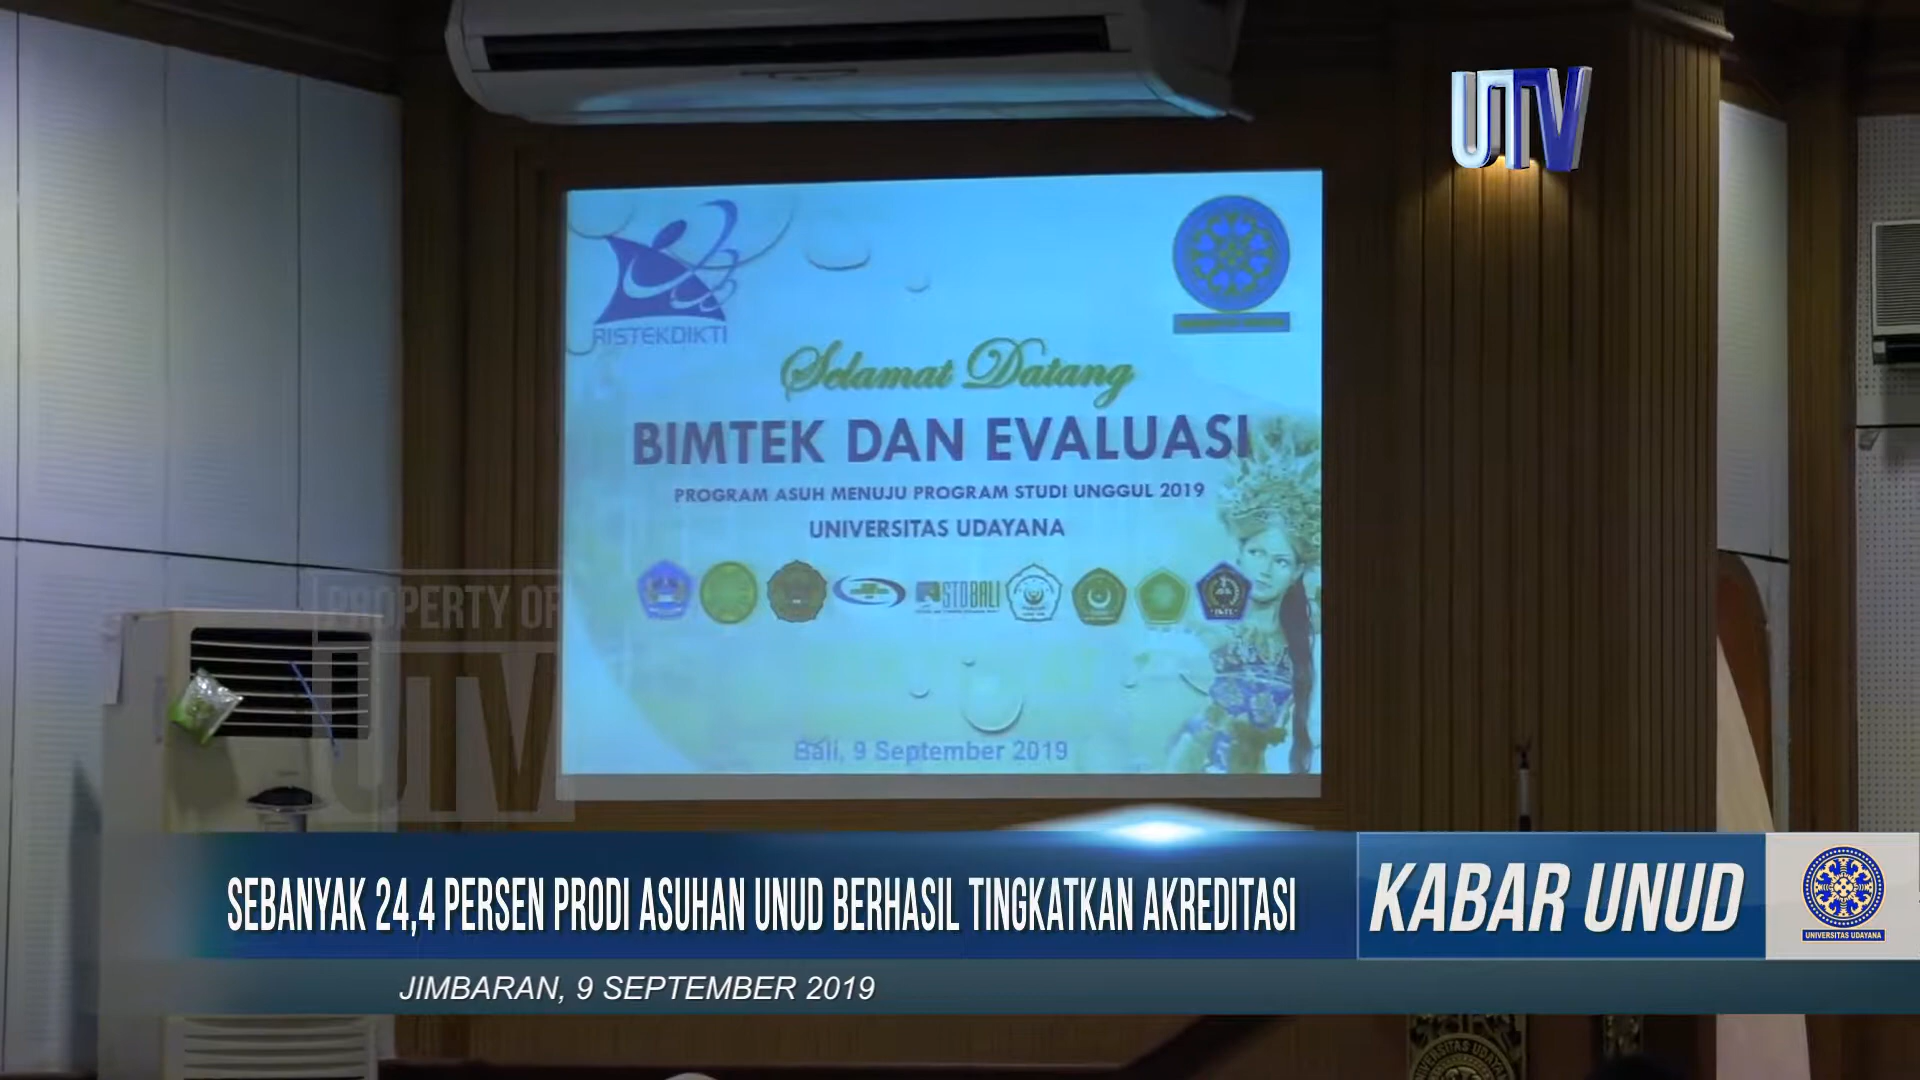 UTV
RISTEKDIKTI
Selamat Datang
BIMTEK DAN EVALUASI
PROGRAM ASUH MENUJU PROGRAM STUDI UNGGUL 2019
UNIVERSITAS UDAYANA
STDBALI
Bali, 9 September 2019
PROPERTY OF
UTV
SEBANYAK 24,4 PERSEN PRODI ASUHAN UNUD BERHASIL TINGKATKAN AKREDITASI
KABAR UNUD
UNIVERSITAS UDAYANA
JIMBARAN, 9 SEPTEMBER 2019